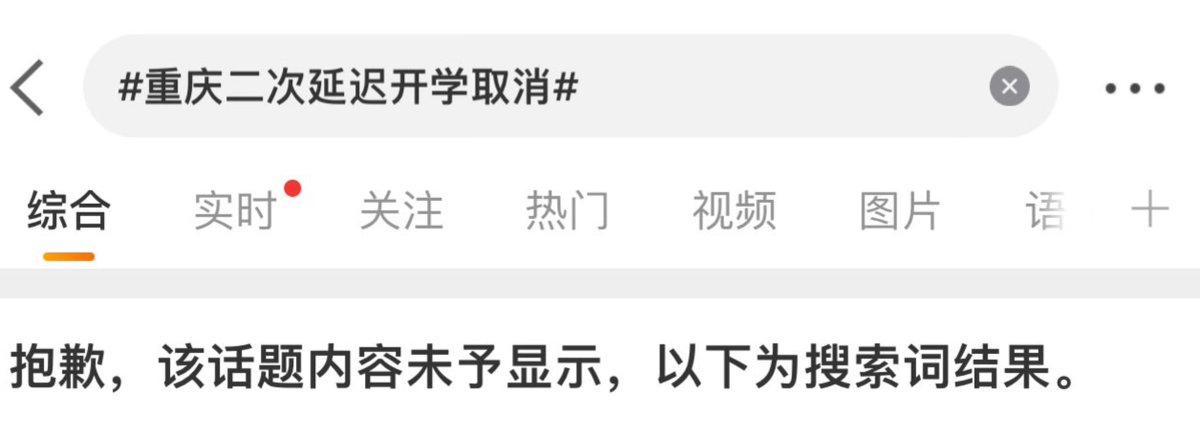 #重庆二次延迟开学取消#
综合 实时 关注 热门 视频 图片 语
抱歉，该话题内容未予显示，以下为搜索词结果。